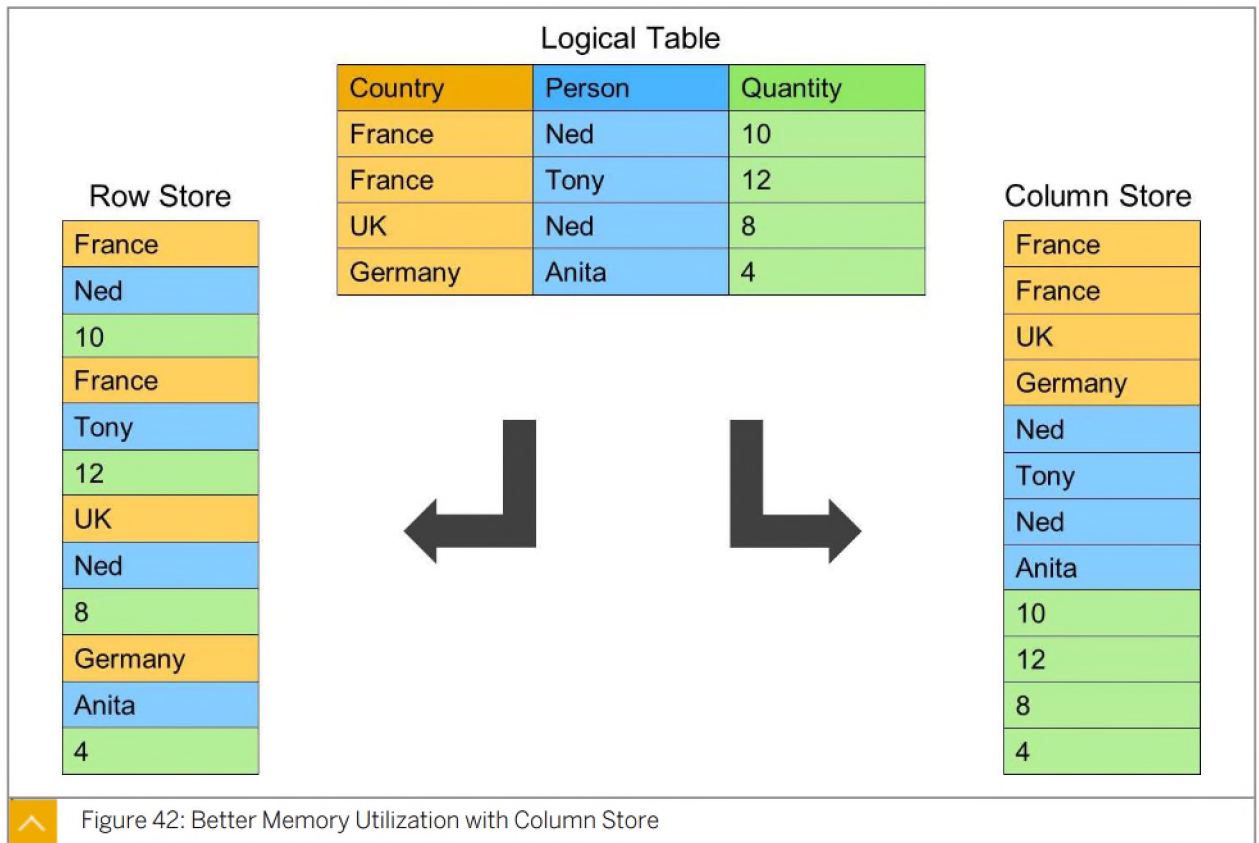 Logical Table
Country Person Quantity
France Ned 10
France Tony 12
UK Ned 8
Germany Anita 4
Row Store
France
Ned
10
France
Tony
12
UK
Ned
8
Germany
Anita
4
Column Store
France
France
UK
Germany
Ned
Tony
Ned
Anita
10
12
8
4
Figure 42: Better Memory Utilization with Column Store